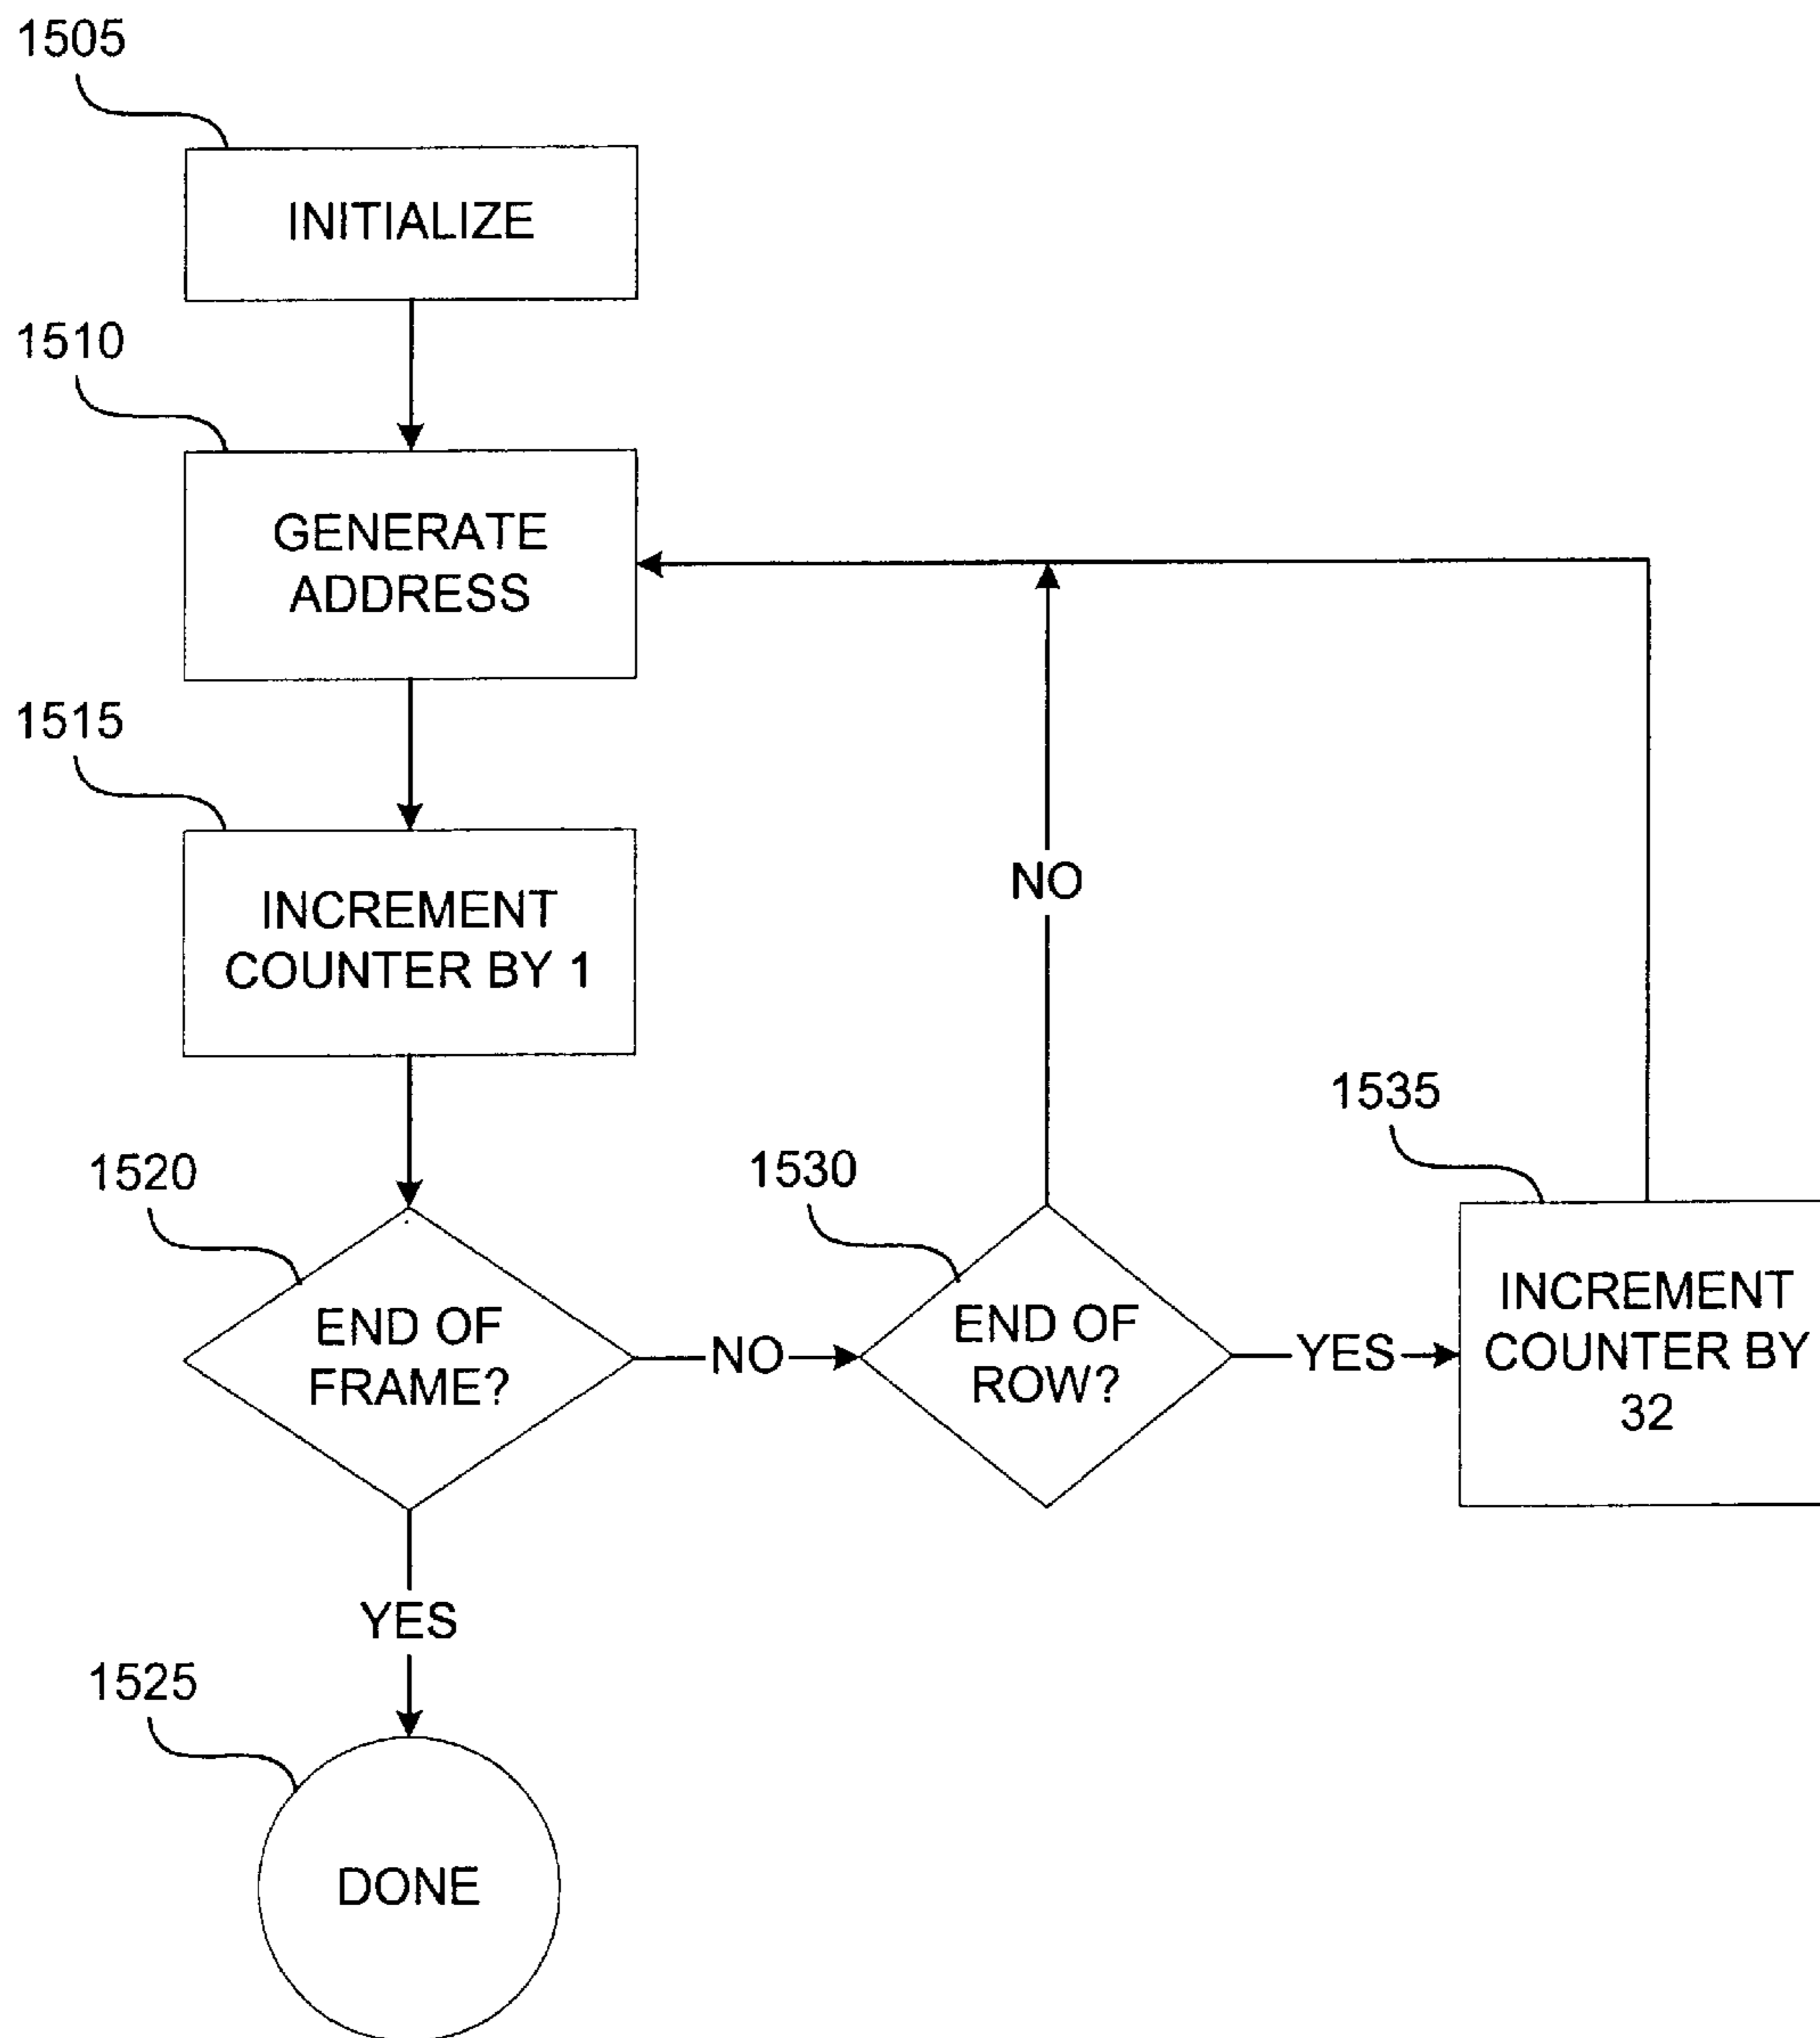 1505
INITIALIZE
1510
GENERATE
ADDRESS
1515
INCREMENT
COUNTER BY 1
NO
1520
END OF
FRAME?
NO
1530
END OF
ROW?
YES
1535
INCREMENT
COUNTER BY
32
YES
1525
DONE